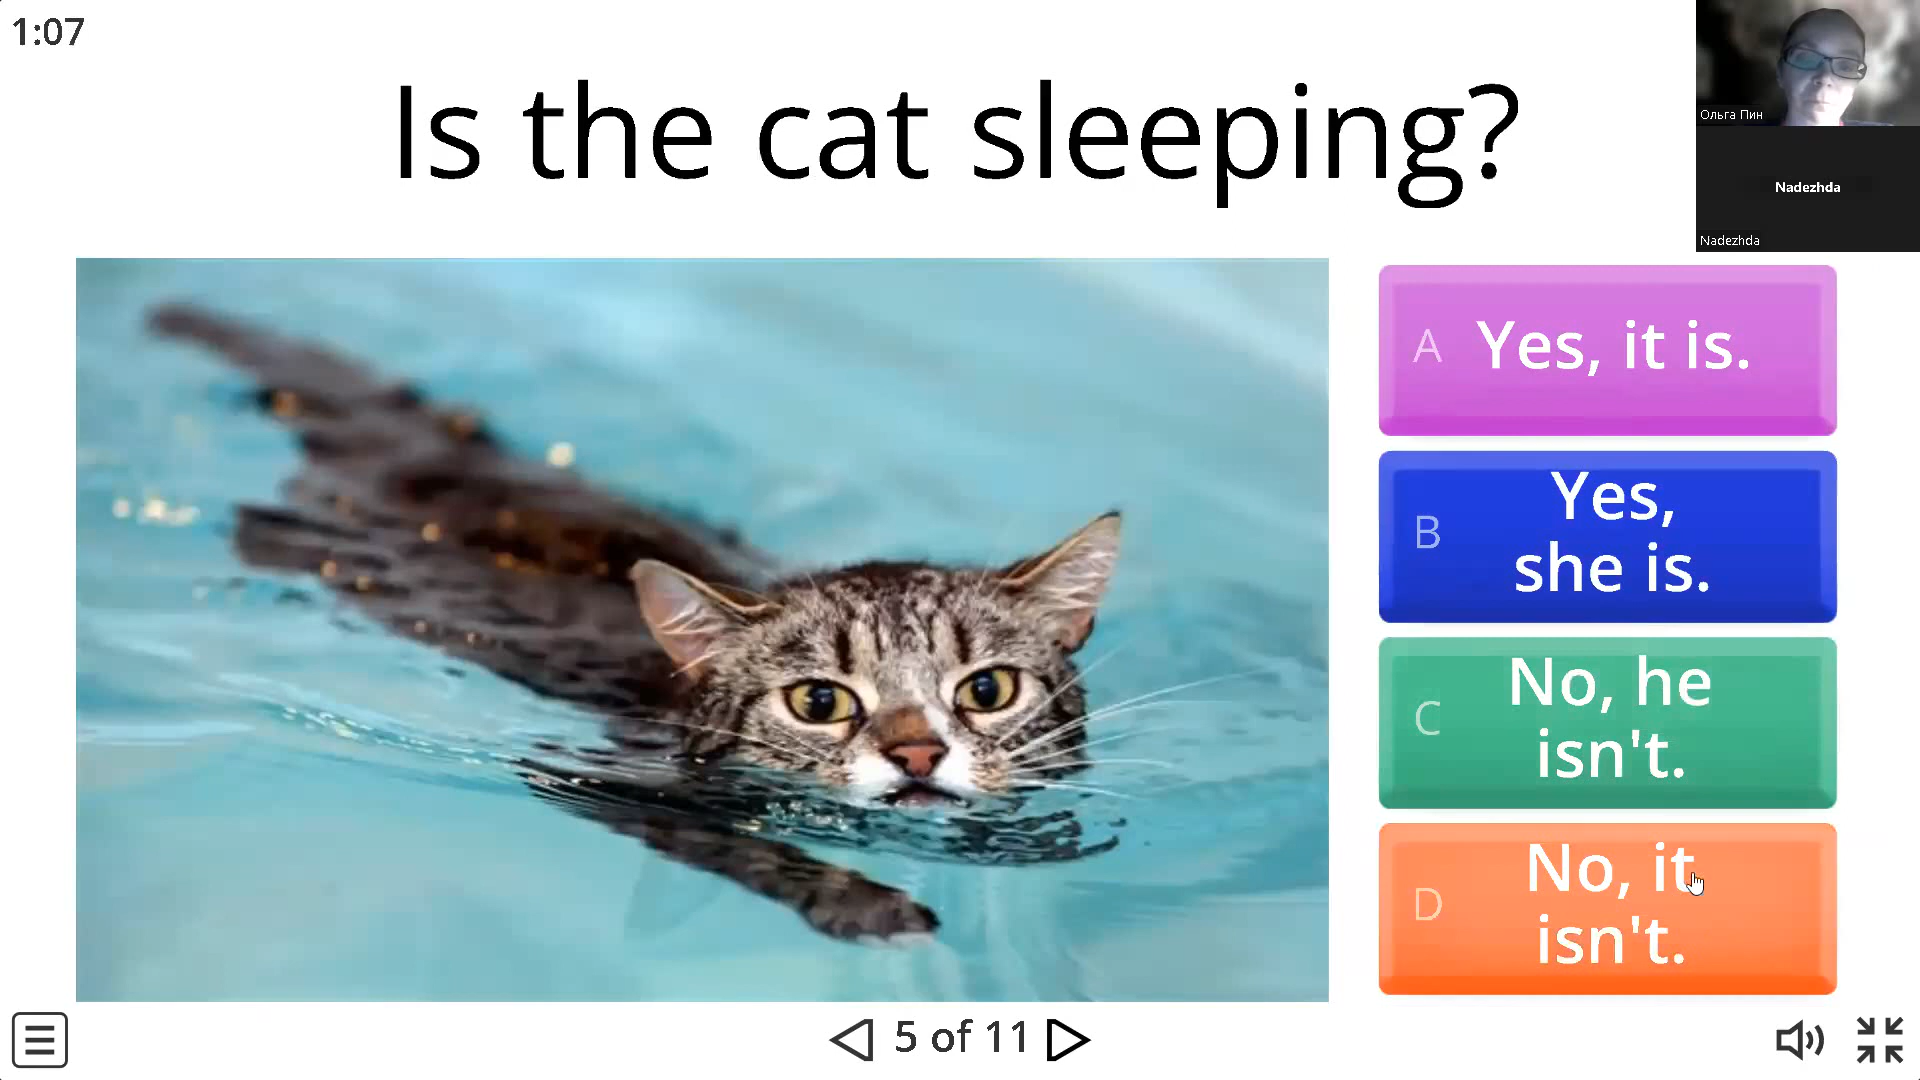 1:07
Is the cat sleeping?
Ольга Пин
Nadezhda
Nadezhda
A Yes, it is.
B Yes,
she is.
C No, he
isn't.
D No, it
isn't.
5 of 11